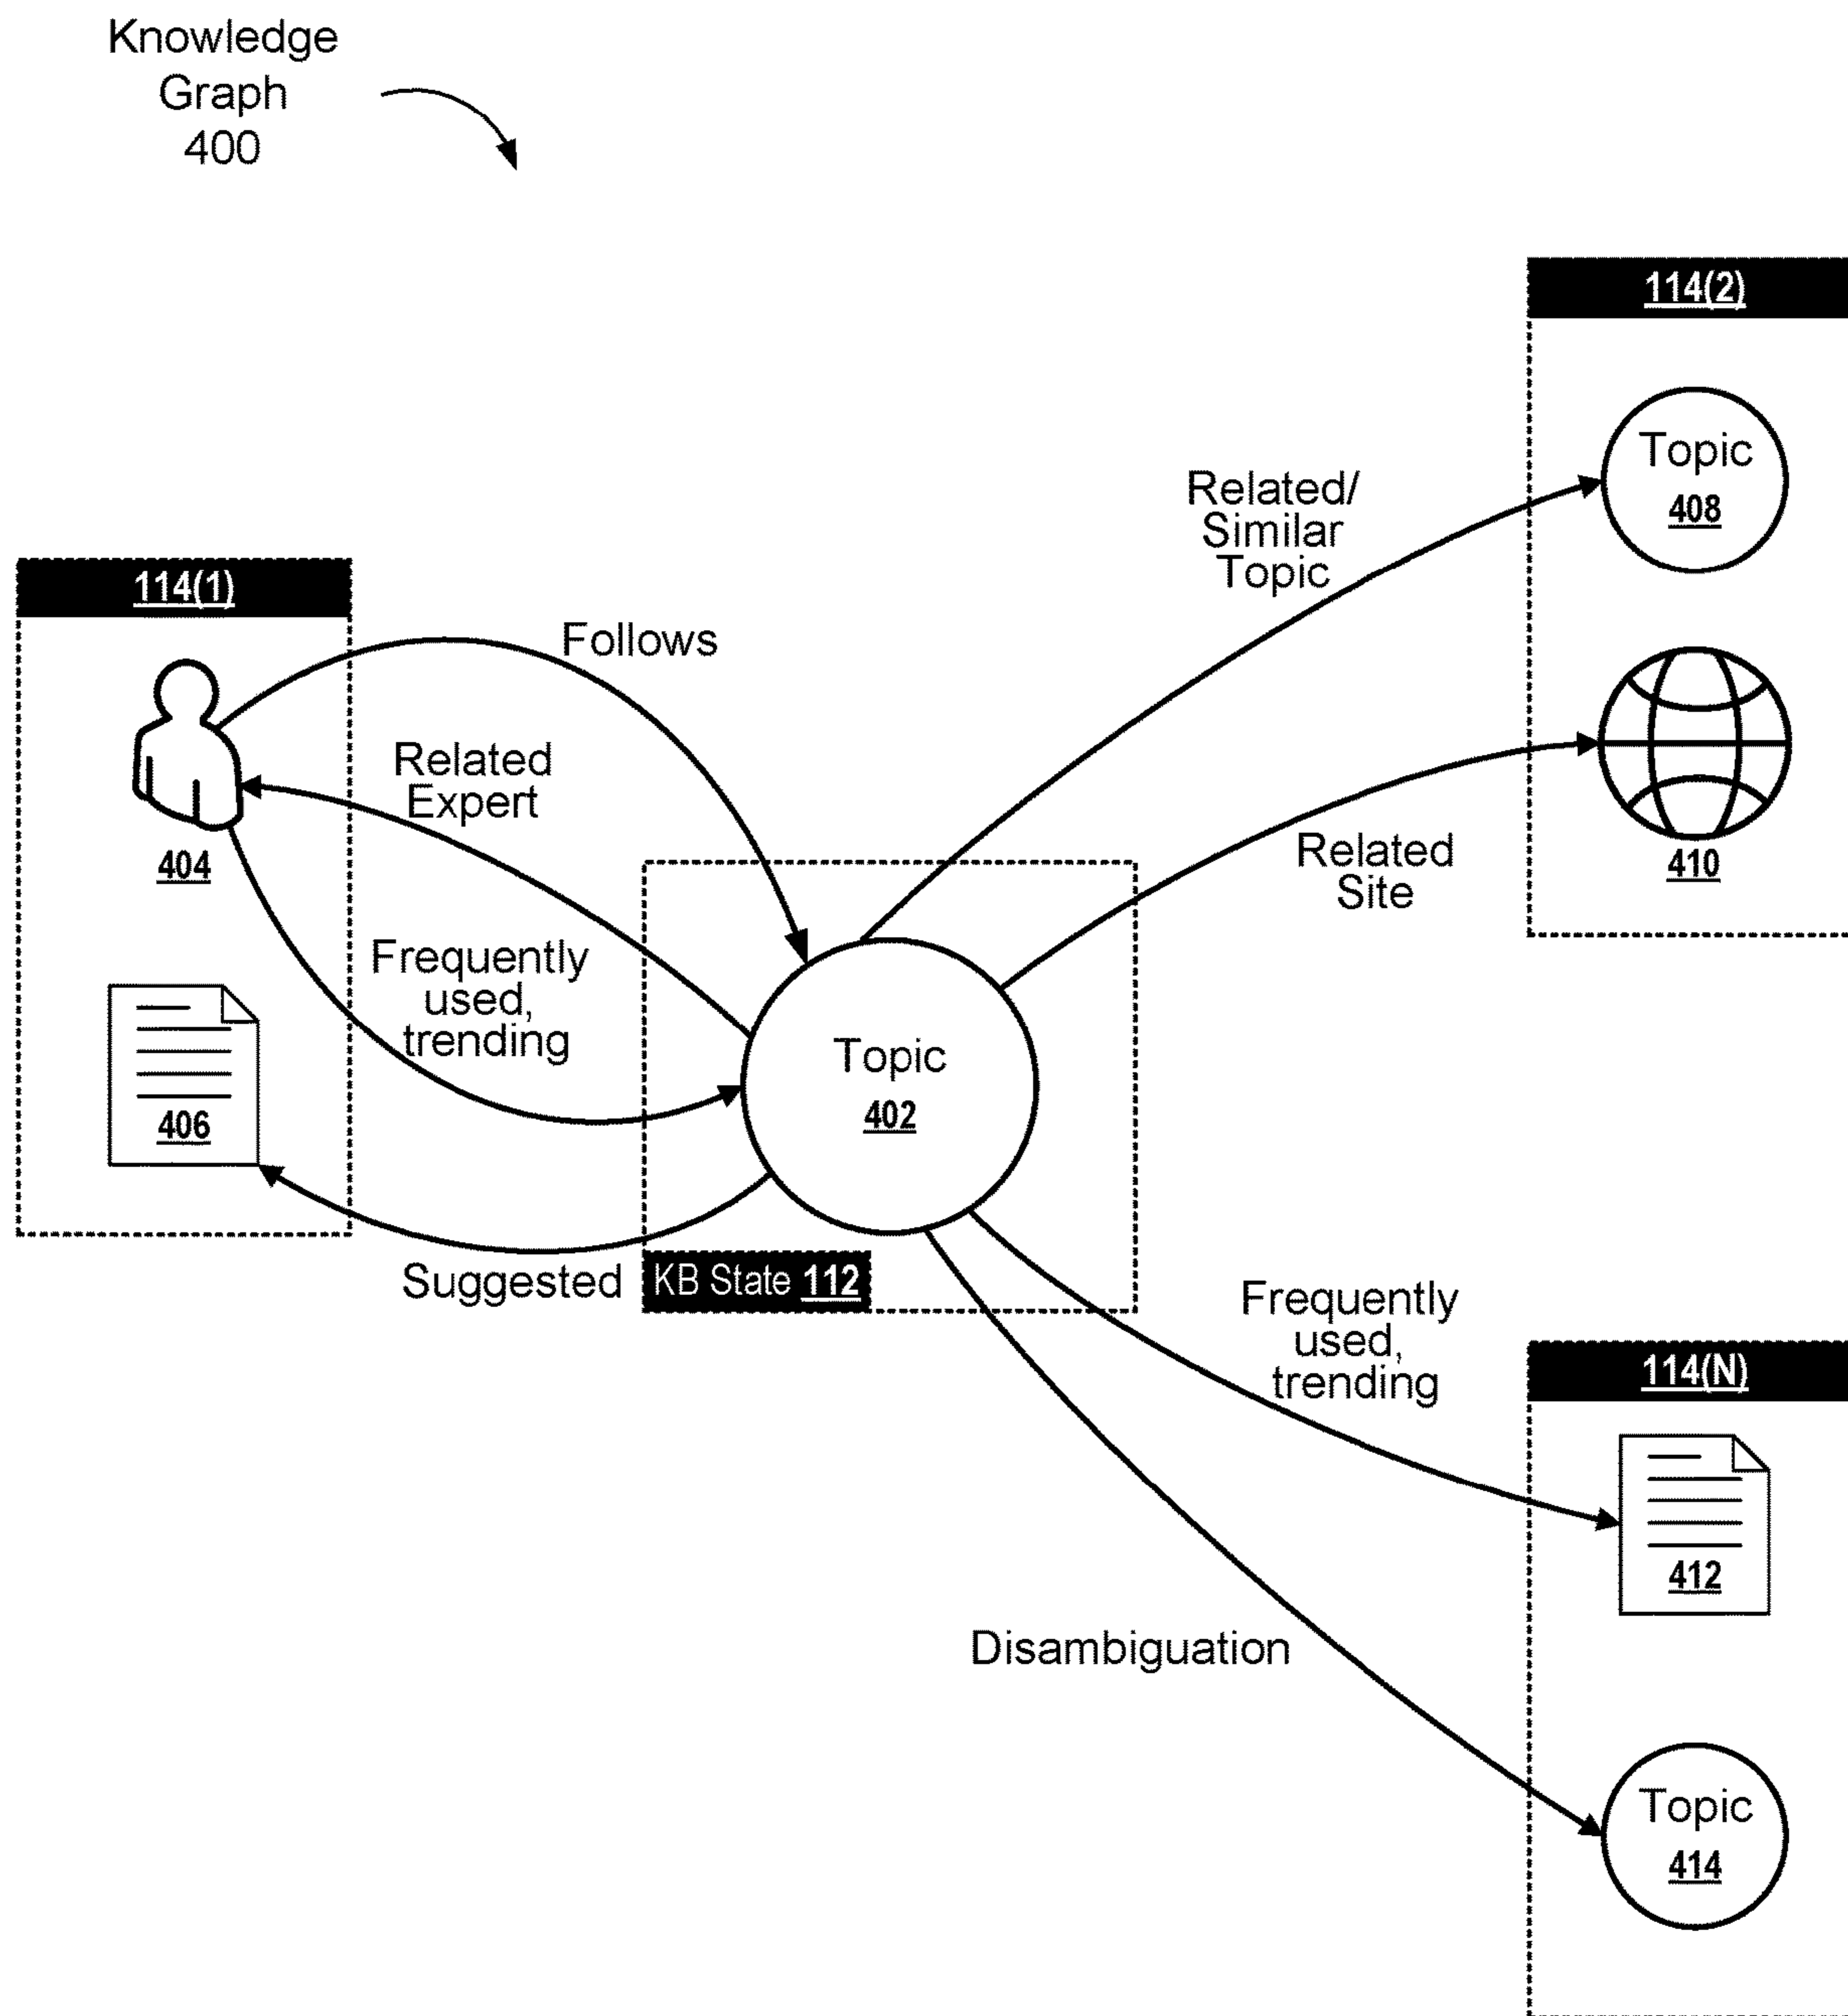 Knowledge
Graph
400
114(2)
Topic
408
Related/
Similar
Topic
114(1)
Follows
Related
Expert
404
410
Related
Site
Frequently
used,
trending
Topic
402
406
Suggested
KB State 112
Frequently
used,
trending
114(N)
412
Disambiguation
Topic
414